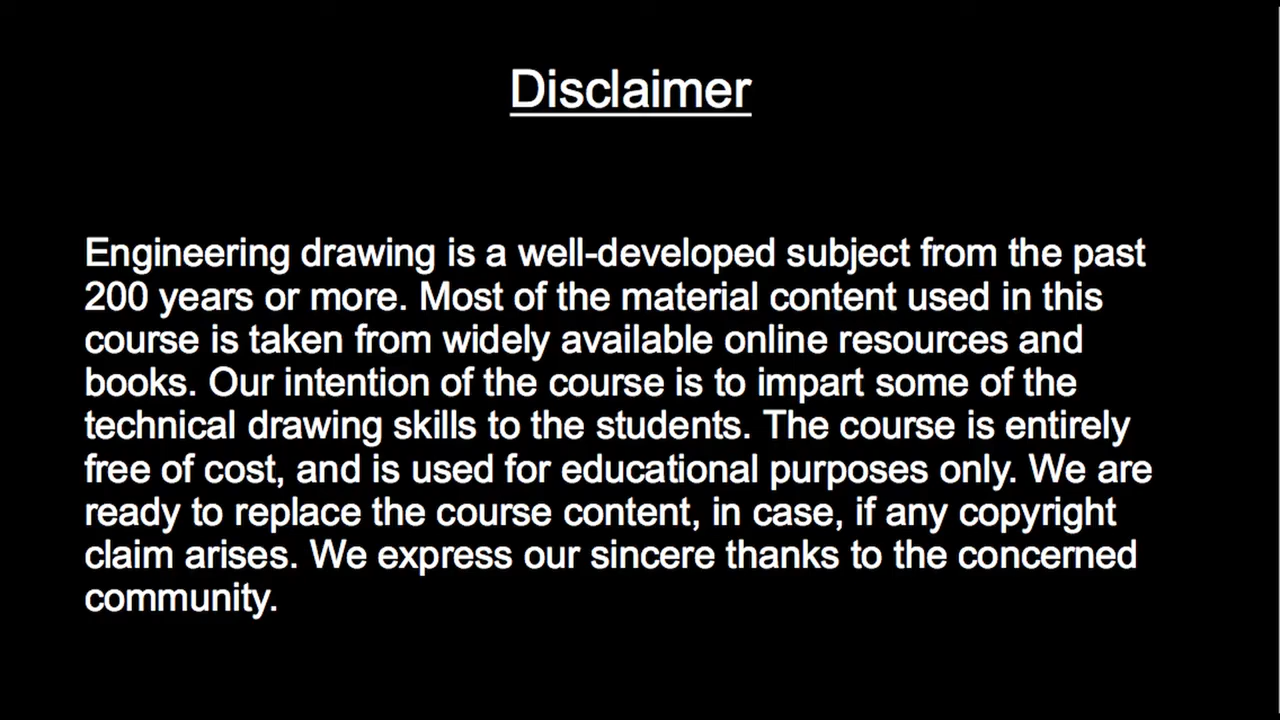 Disclaimer
Engineering drawing is a well-developed subject from the past
200 years or more. Most of the material content used in this
course is taken from widely available online resources and
books. Our intention of the course is to impart some of the
technical drawing skills to the students. The course is entirely
free of cost, and is used for educational purposes only. We are
ready to replace the course content, in case, if any copyright
claim arises. We express our sincere thanks to the concerned
community.